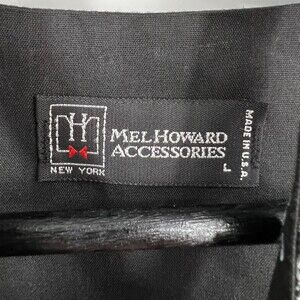 MEL HOWARD
ACCESSORIES
NEW YORK
L
MADE IN U.S.A.